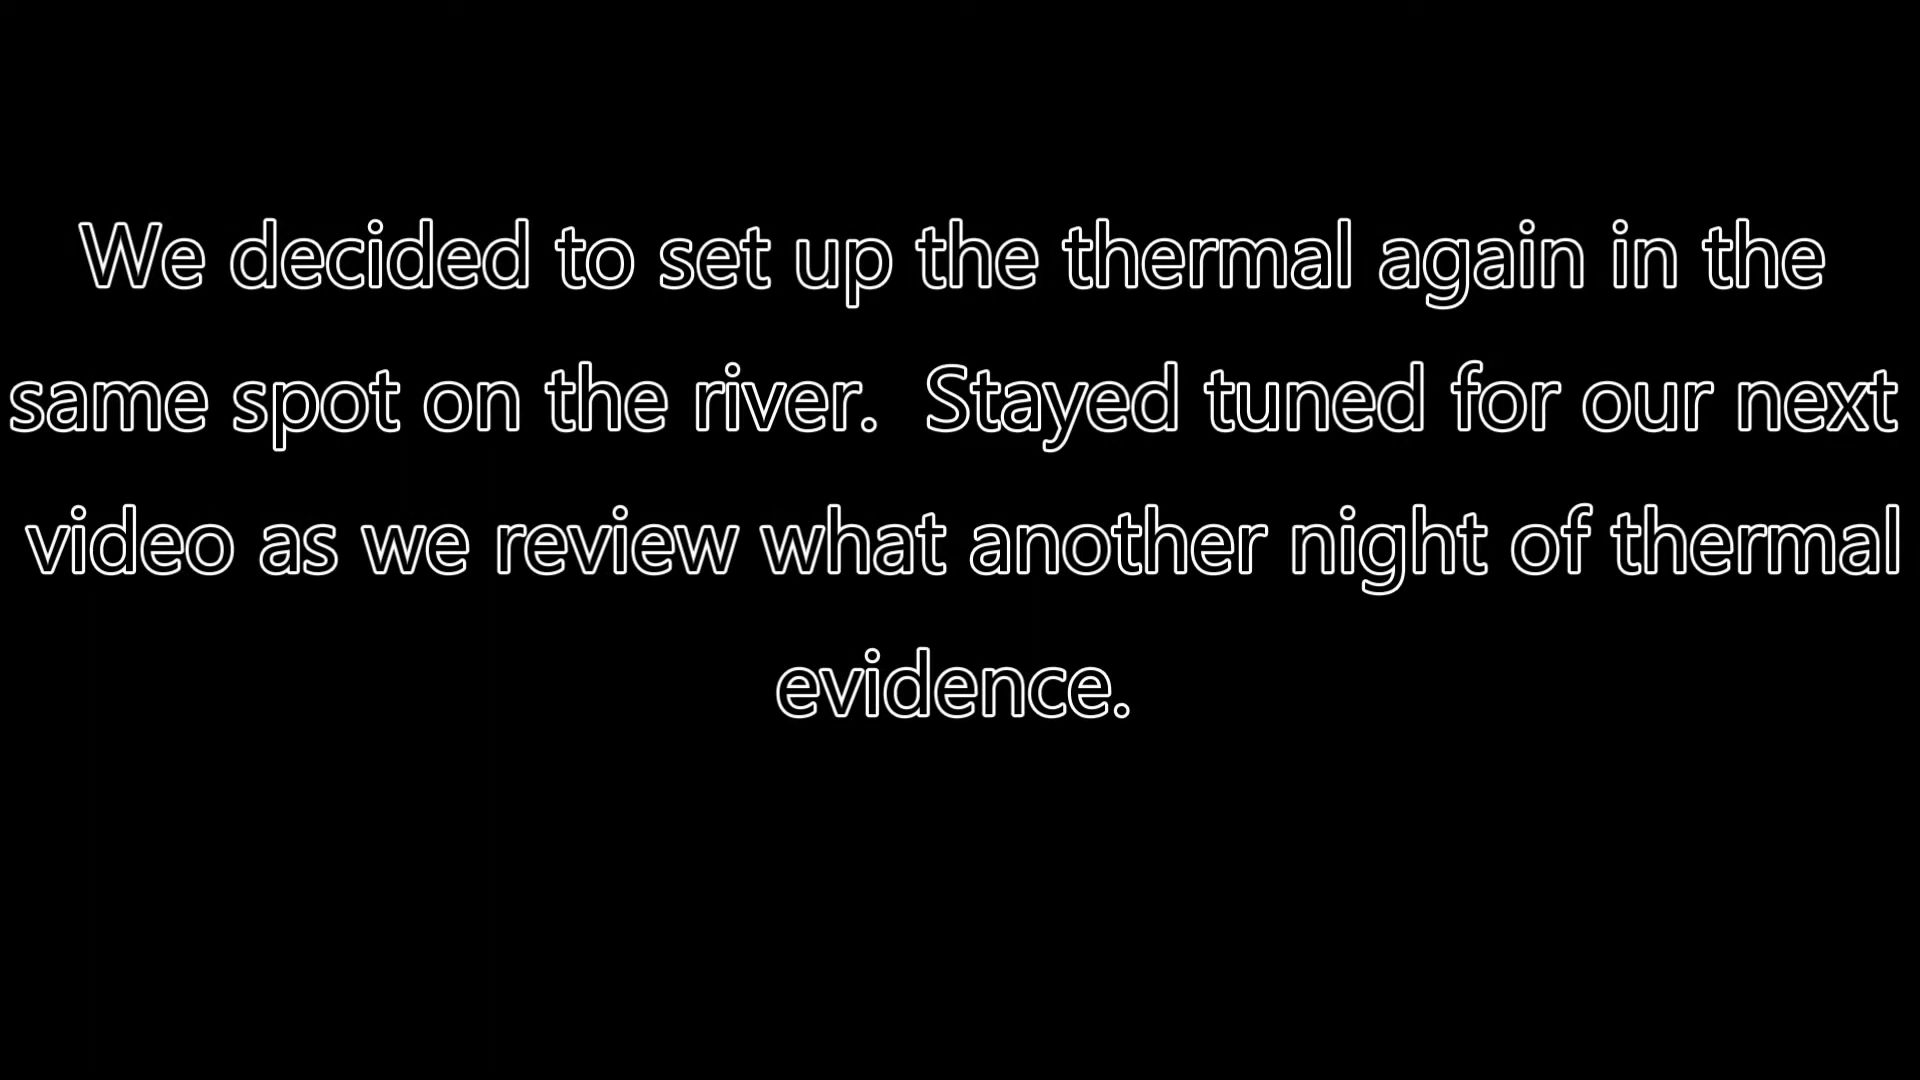 We decided to set up the thermal again in the
same spot on the river.  Stayed tuned for our next
video as we review what another night of thermal
evidence.